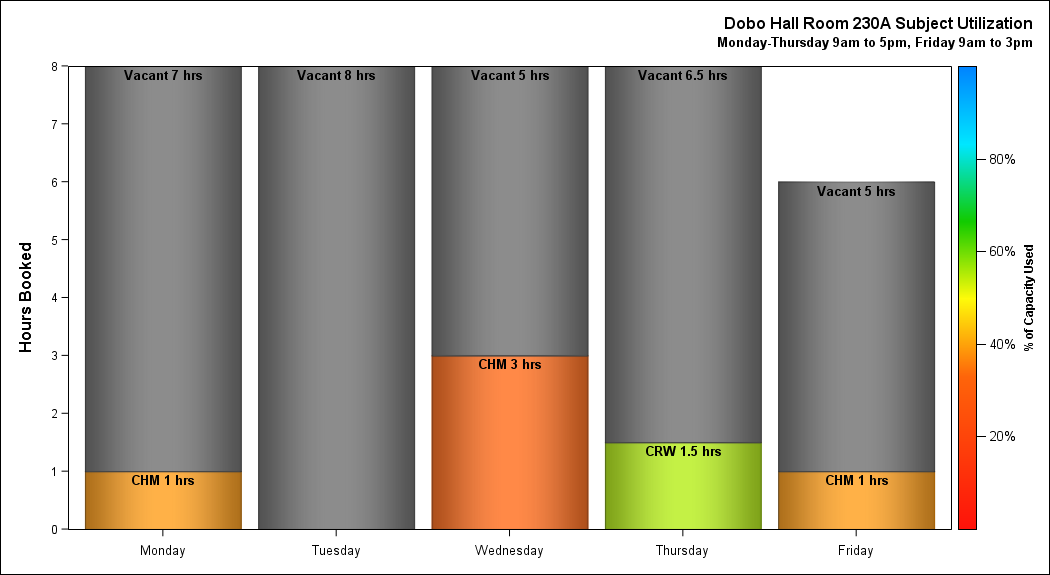 Dobo Hall Room 230A Subject Utilization
Monday-Thursday 9am to 5pm, Friday 9am to 3pm
Hours Booked
8
7
6
5
4
3
2
1
0
Vacant 7 hrs
CHM 1 hrs
Vacant 8 hrs
Vacant 5 hrs
CHM 3 hrs
Vacant 6.5 hrs
CRW 1.5 hrs
Vacant 5 hrs
CHM 1 hrs
Monday
Tuesday
Wednesday
Thursday
Friday
80%
60%
40%
20%
% of Capacity Used